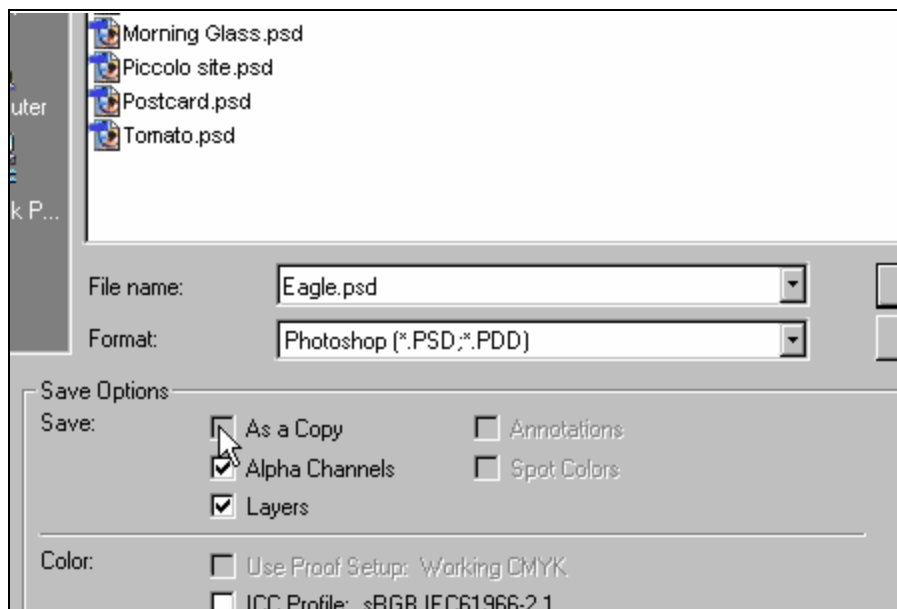 Morning Glass.psd
Piccolo site.psd
Postcard.psd
Tomato.psd
uter
k P...
File name: Eagle.psd
Format: Photoshop (*.PSD;*.PDD)
Save Options
Save: As a Copy Annotations
Alpha Channels Spot Colors
Layers
Color: Use Proof Setup: Working CMYK
ICC Profile: sRGB IEC61966-2.1